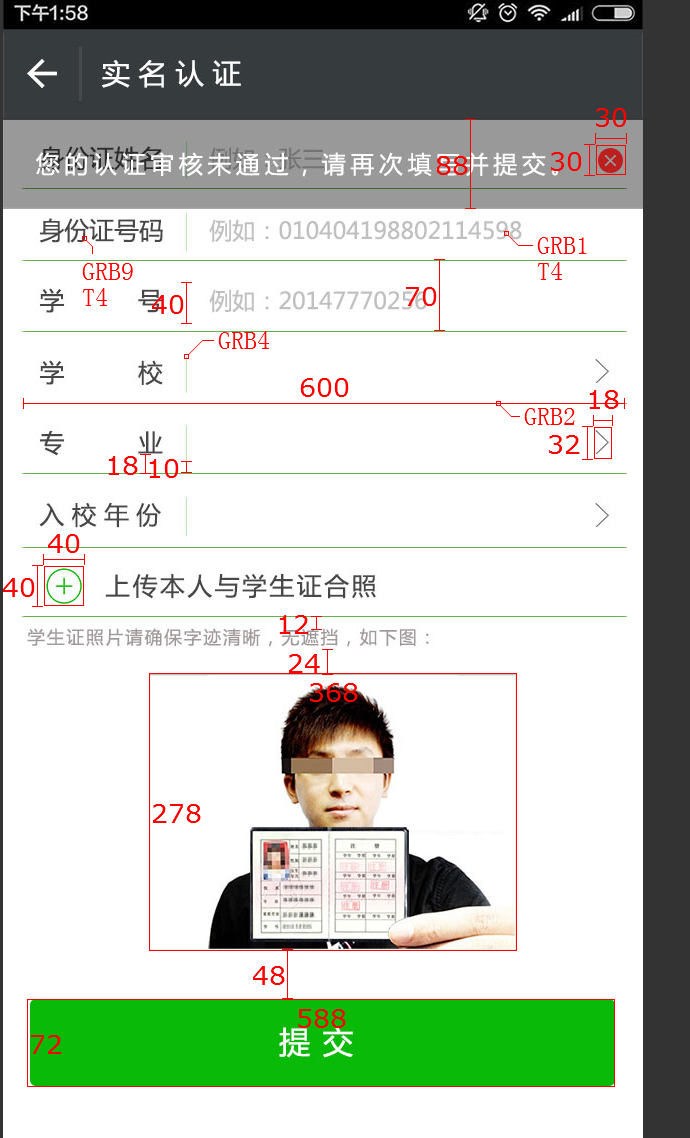 下午1:58
实名认证
30
身份证姓名 例如：张三
您的认证审核未通过，请再次填写并提交。
88
30
身份证号码 例如：010404198802114598
GRB9
T4
GRB1
T4
学 号 例如：20147770256
40
70
GRB4
学 校
600
18
GRB2
专 业
32
18
10
入校年份
40
40
上传本人与学生证合照
12
学生证照片请确保字迹清晰，无遮挡，如下图：
24
368
278
48
588
提 交
72